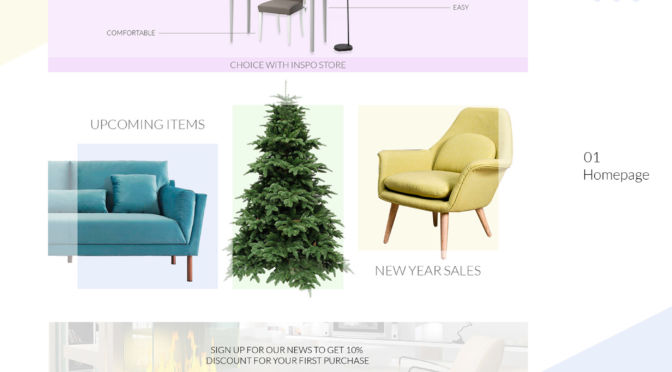 EASY
COMFORTABLE
CHOICE WITH INSPO STORE
UPCOMING ITEMS
01
Homepage
NEW YEAR SALES
SIGN UP FOR OUR NEWS TO GET 10%
DISCOUNT FOR YOUR FIRST PURCHASE